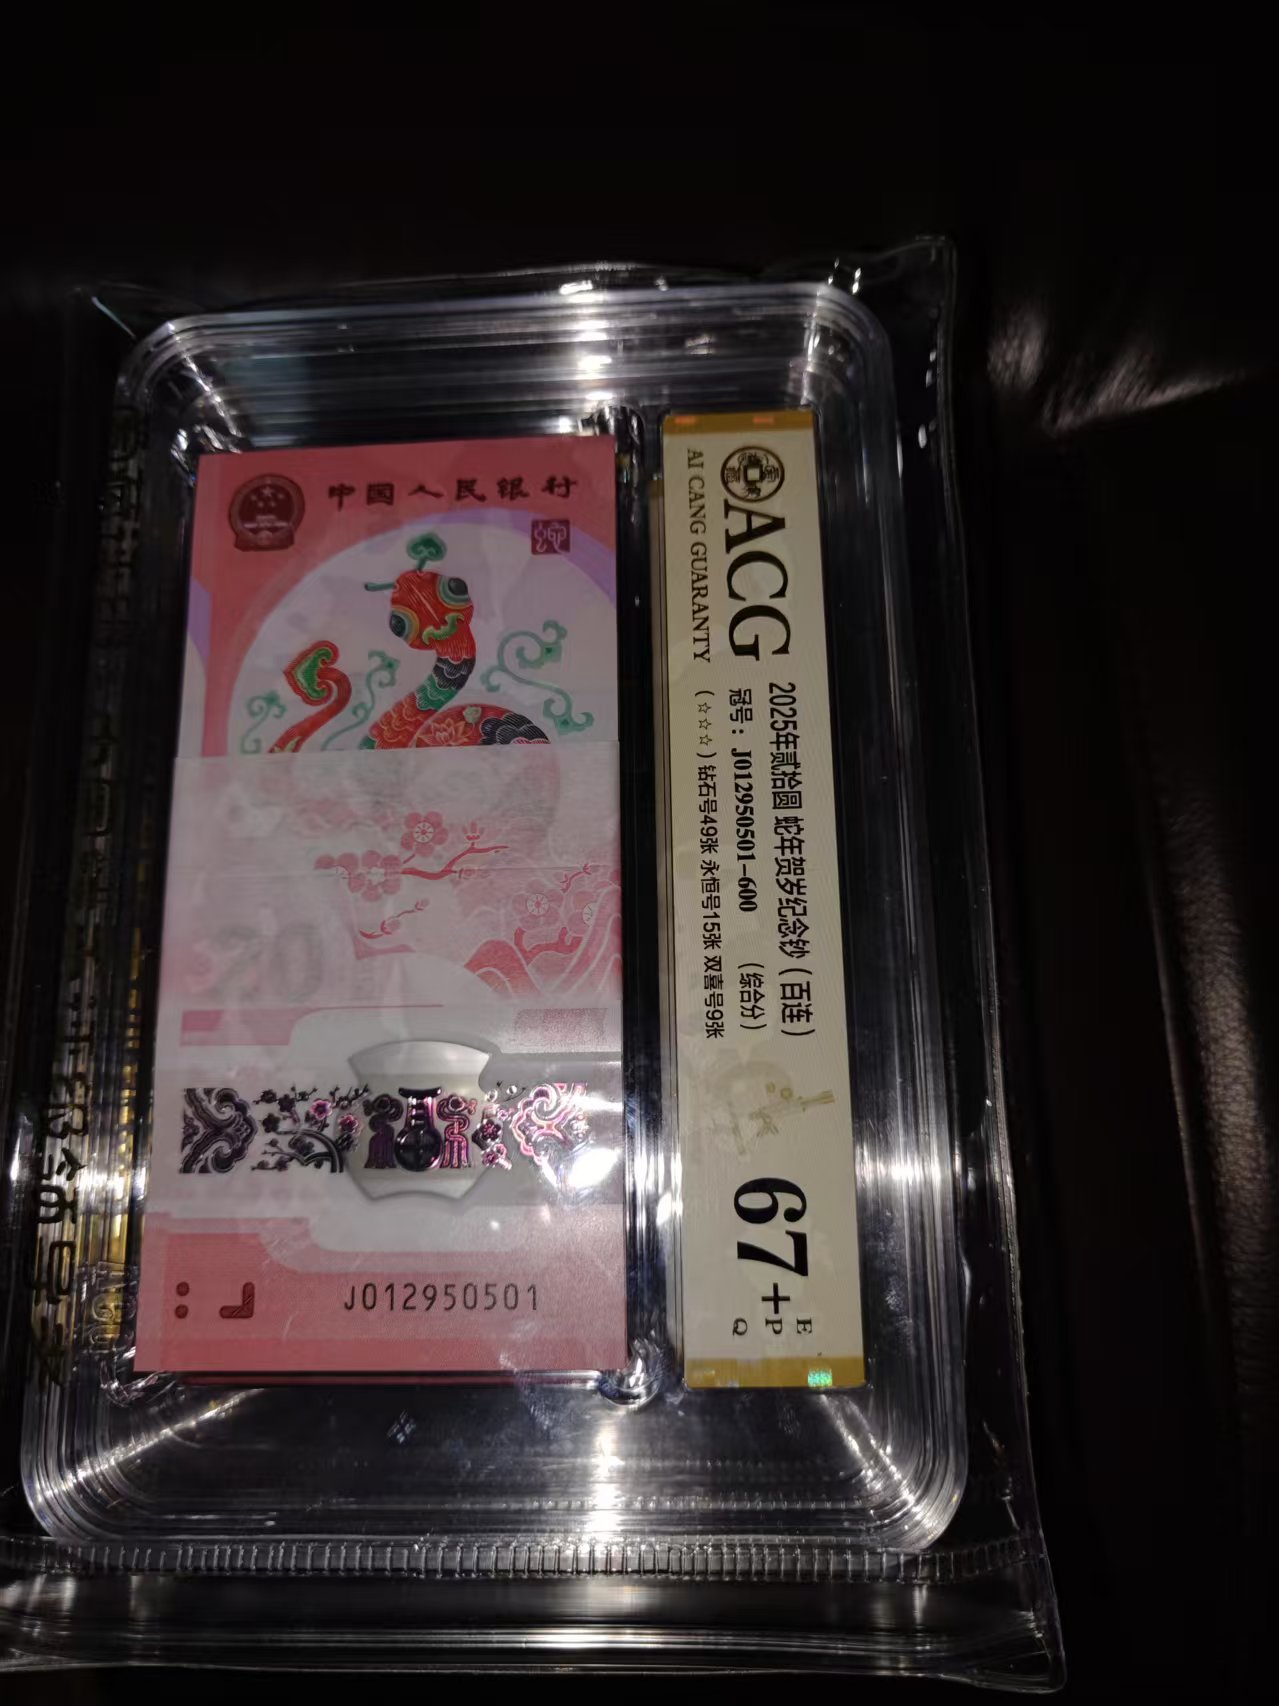 中国人民银行
J012950501
ACG
AI CANG GUARANTY
2025年贰拾圆 蛇年贺岁纪念钞（百连）
冠号：J012950501-600 （综合分）
（☆☆☆）钻石号49张 永恒号15张 双喜号9张
67+
E
P
Q